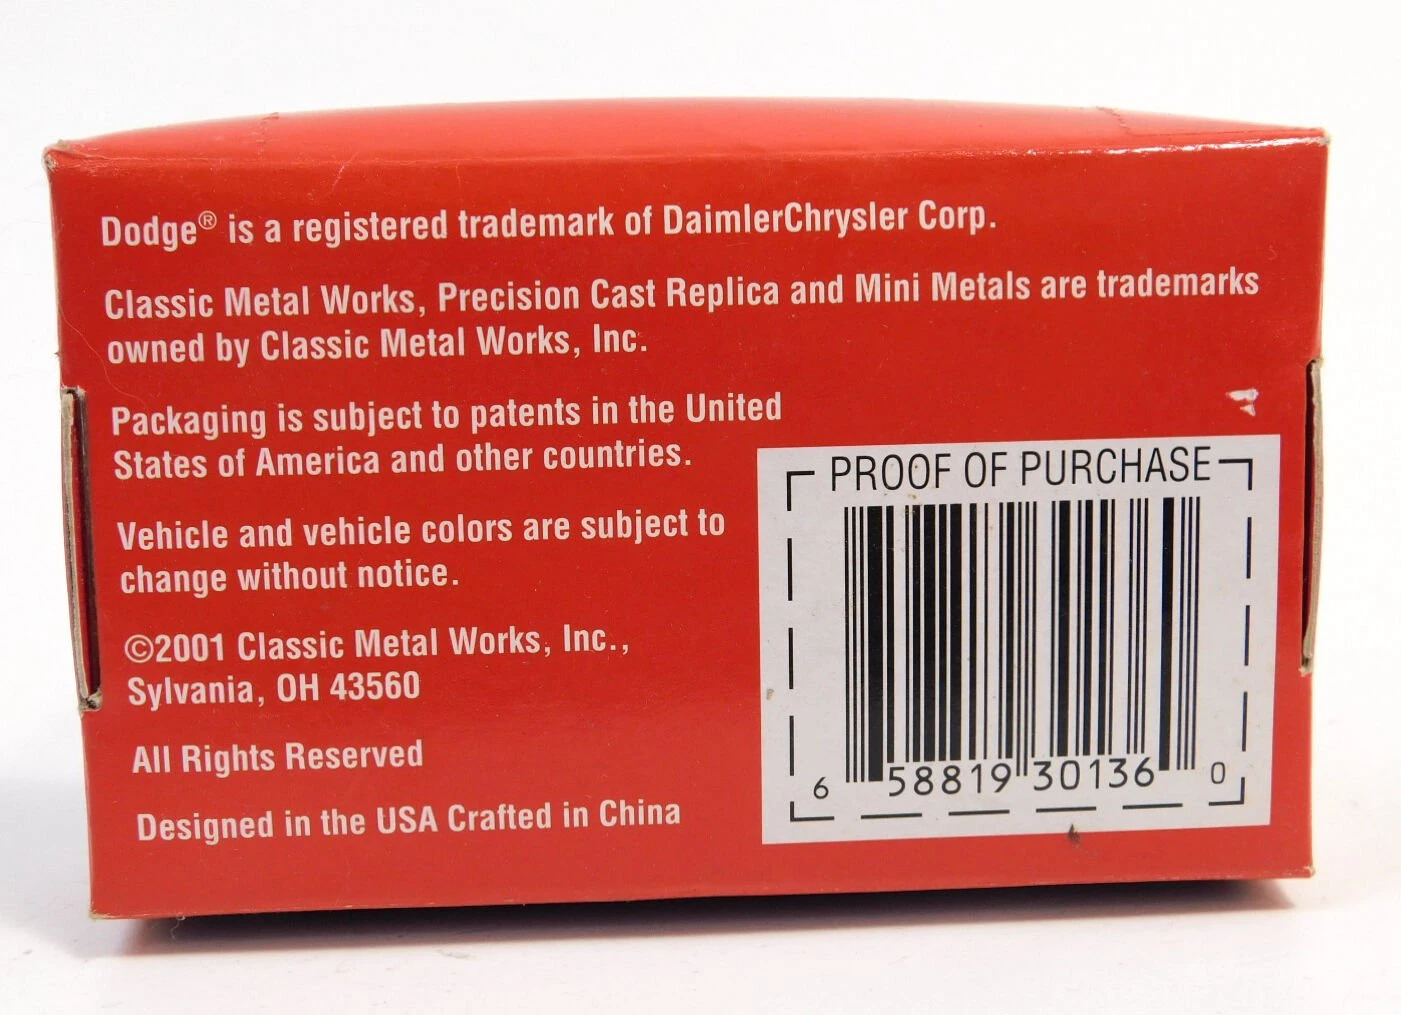 Dodge® is a registered trademark of DaimlerChrysler Corp.
Classic Metal Works, Precision Cast Replica and Mini Metals are trademarks
owned by Classic Metal Works, Inc.
Packaging is subject to patents in the United
States of America and other countries.
Vehicle and vehicle colors are subject to
change without notice.
©2001 Classic Metal Works, Inc.,
Sylvania, OH 43560
All Rights Reserved
Designed in the USA Crafted in China
PROOF OF PURCHASE
6 58819 30136 0